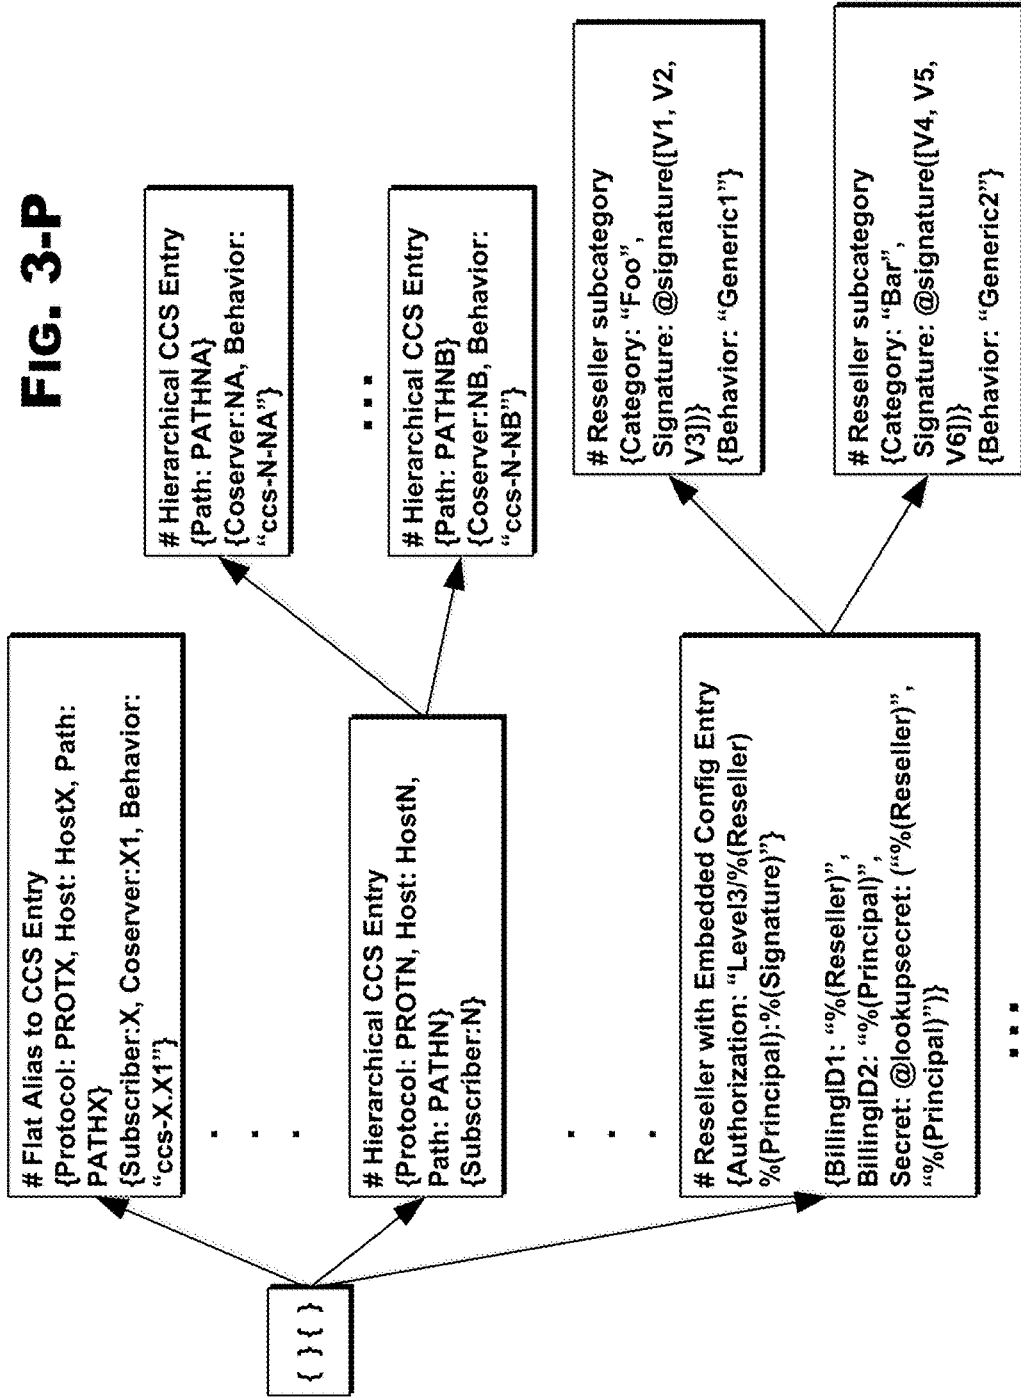 FIG. 3-P
{ } { }
# Flat Alias to CCS Entry
{Protocol: PROTX, Host: HostX, Path:
PATHX}
{Subscriber:X, Coserver:X1, Behavior:
“ccs-X.X1”}
# Hierarchical CCS Entry
{Protocol: PROTN, Host: HostN,
Path: PATHN}
{Subscriber:N}
# Reseller with Embedded Config Entry
{Authorization: “Level3/%(Reseller)
%(Principal):%(Signature)”}
{BillingID1: “%(Reseller)”,
BillingID2: “%(Principal)”,
Secret: @lookupsecret: (“%(Reseller)”,
“%(Principal)”)}
# Hierarchical CCS Entry
{Path: PATHNA}
{Coserver:NA, Behavior:
“ccs-N-NA”}
# Hierarchical CCS Entry
{Path: PATHNB}
{Coserver:NB, Behavior:
“ccs-N-NB”}
# Reseller subcategory
{Category: “Foo”,
Signature: @signature([V1, V2,
V3])}
{Behavior: “Generic1”}
# Reseller subcategory
{Category: “Bar”,
Signature: @signature([V4, V5,
V6])}
{Behavior: “Generic2”}